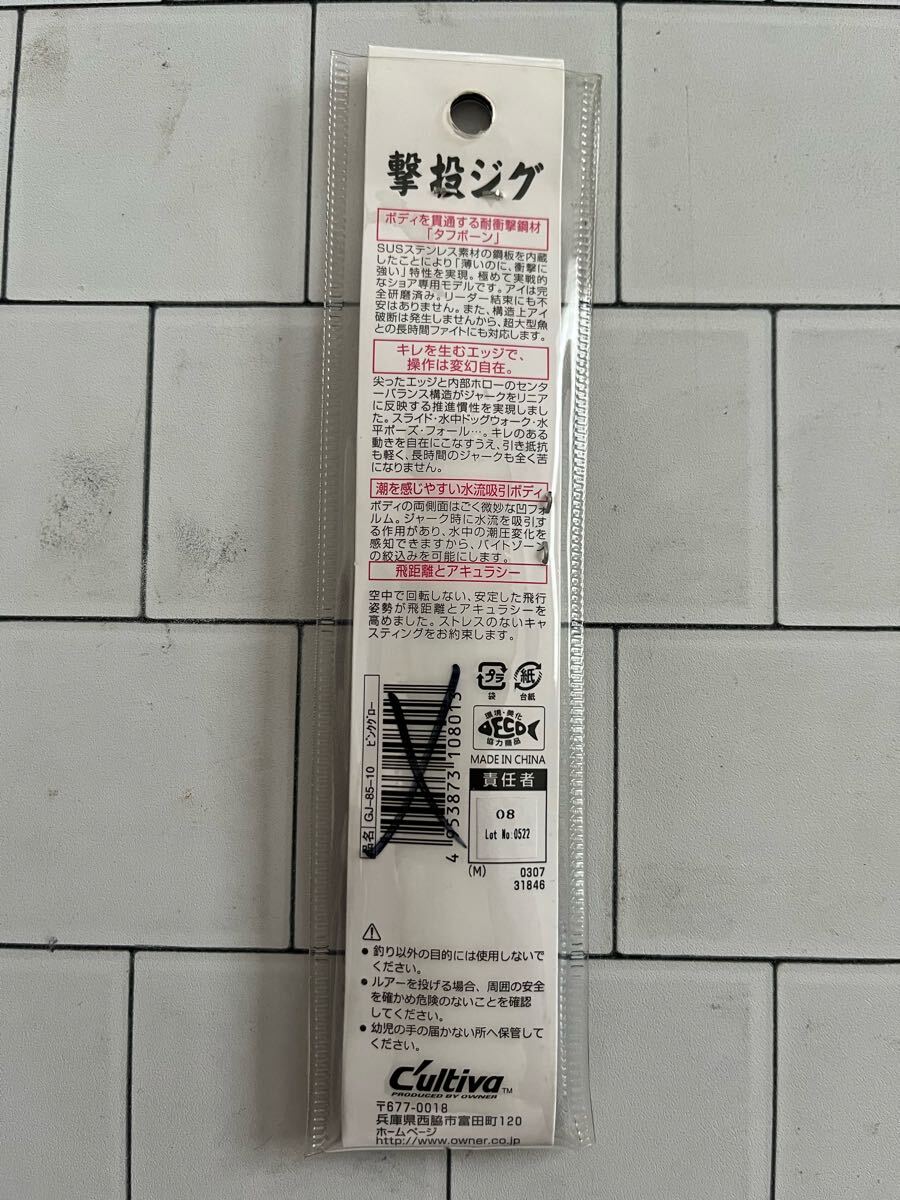 撃投ジグ
ボディを貫通する耐衝撃鋼材
「タフボーン」
SUSステンレス素材の鋼板を内蔵
したことにより「薄いのに、衝撃に
強い」特性を実現。極めて実戦的
なショア専用モデルです。アイは完
全研磨済み。リーダー結束にも不
安はありません。また、構造上アイ
破断は発生しませんから、超大型魚
との長時間ファイトにも対応します。
キレを生むエッジで、
操作は変幻自在。
尖ったエッジと内部ホローのセンタ
ーバランス構造がジャークをリニア
に反映する推進慣性を実現しまし
た。スライド・水中ドッグウォーク・水
平ポーズ・フォール…。キレのある
動きを自在にこなすうえ、引き抵抗
も軽く、長時間のジャークも全く苦
になりません。
潮を感じやすい水流吸引ボディ
ボディの両側面はごく微妙な凹フォ
ルム。ジャーク時に水流を吸引す
る作用があり、水中の潮圧変化を
感知できますから、バイトゾーン
の絞込みを可能にします。
飛距離とアキュラシー
空中で回転しない、安定した飛行
姿勢が飛距離とアキュラシーを
高めました。ストレスのないキャ
スティングをお約束します。
品名 GJ-85-10 ピンクグロー
4 953873 108013
プラ
袋
紙
台紙
環境・美化
ECO
協力商品
MADE IN CHINA
責任者
08
Lot No:0522
(M) 0307
31846
● 釣り以外の目的には使用しないで
ください。
● ルアーを投げる場合、周囲の安全
を確かめ危険のないことを確認
してください。
● 幼児の手の届かない所へ保管して
ください。
C'ultiva™
PRODUCED BY OWNER
〒677-0018
兵庫県西脇市富田町120
ホームページ
http://www.owner.co.jp